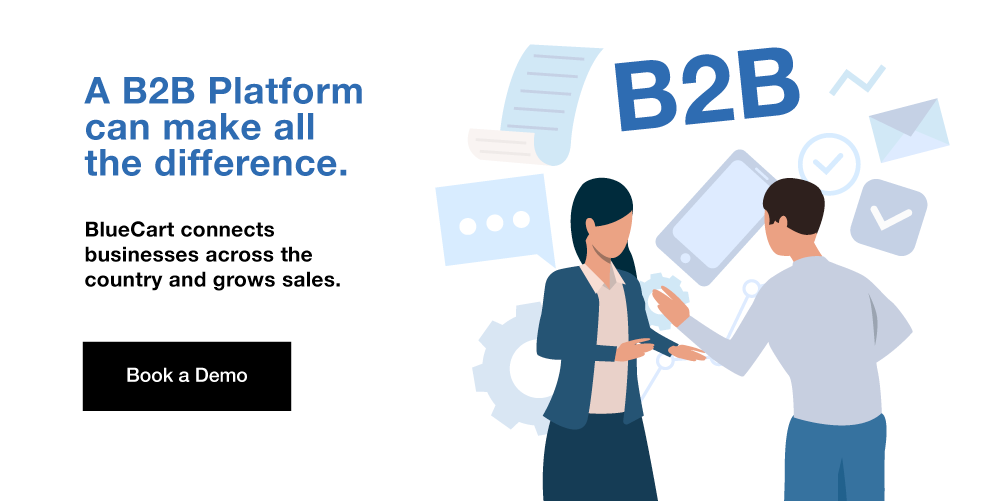 A B2B Platform
can make all
the difference.
BlueCart connects
businesses across the
country and grows sales.
Book a Demo
B2B